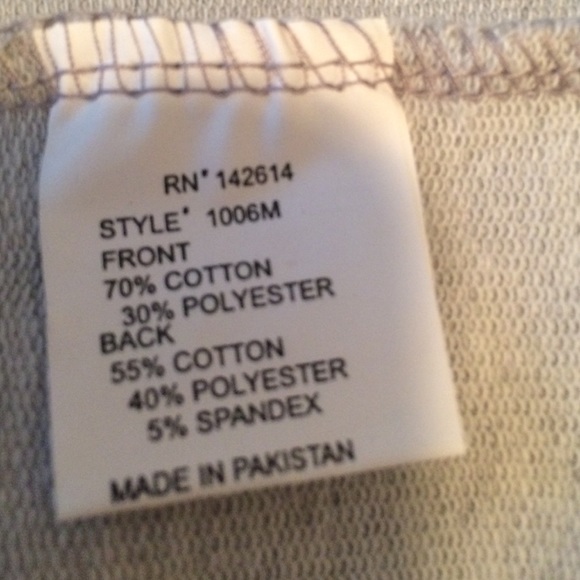 RN• 142614
STYLE• 1006M
FRONT
70% COTTON
30% POLYESTER
BACK
55% COTTON
40% POLYESTER
5% SPANDEX
MADE IN PAKISTAN